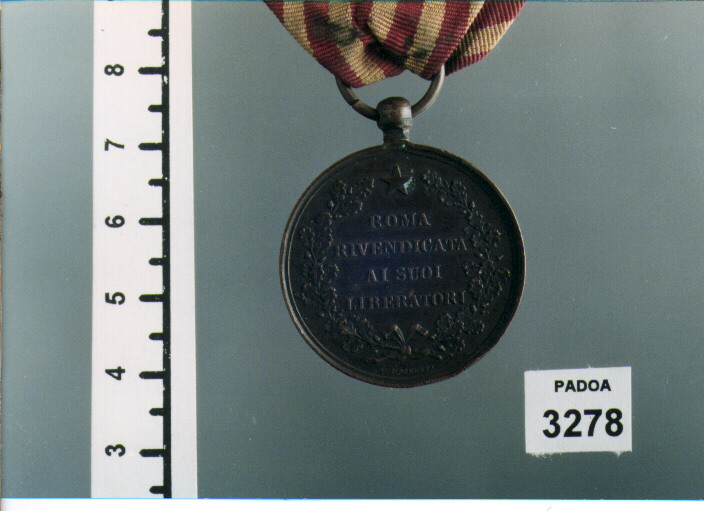 8
7
6
5
4
3
ROMA
RIVENDICATA
AI SUOI
LIBERATORI
PADOA
3278